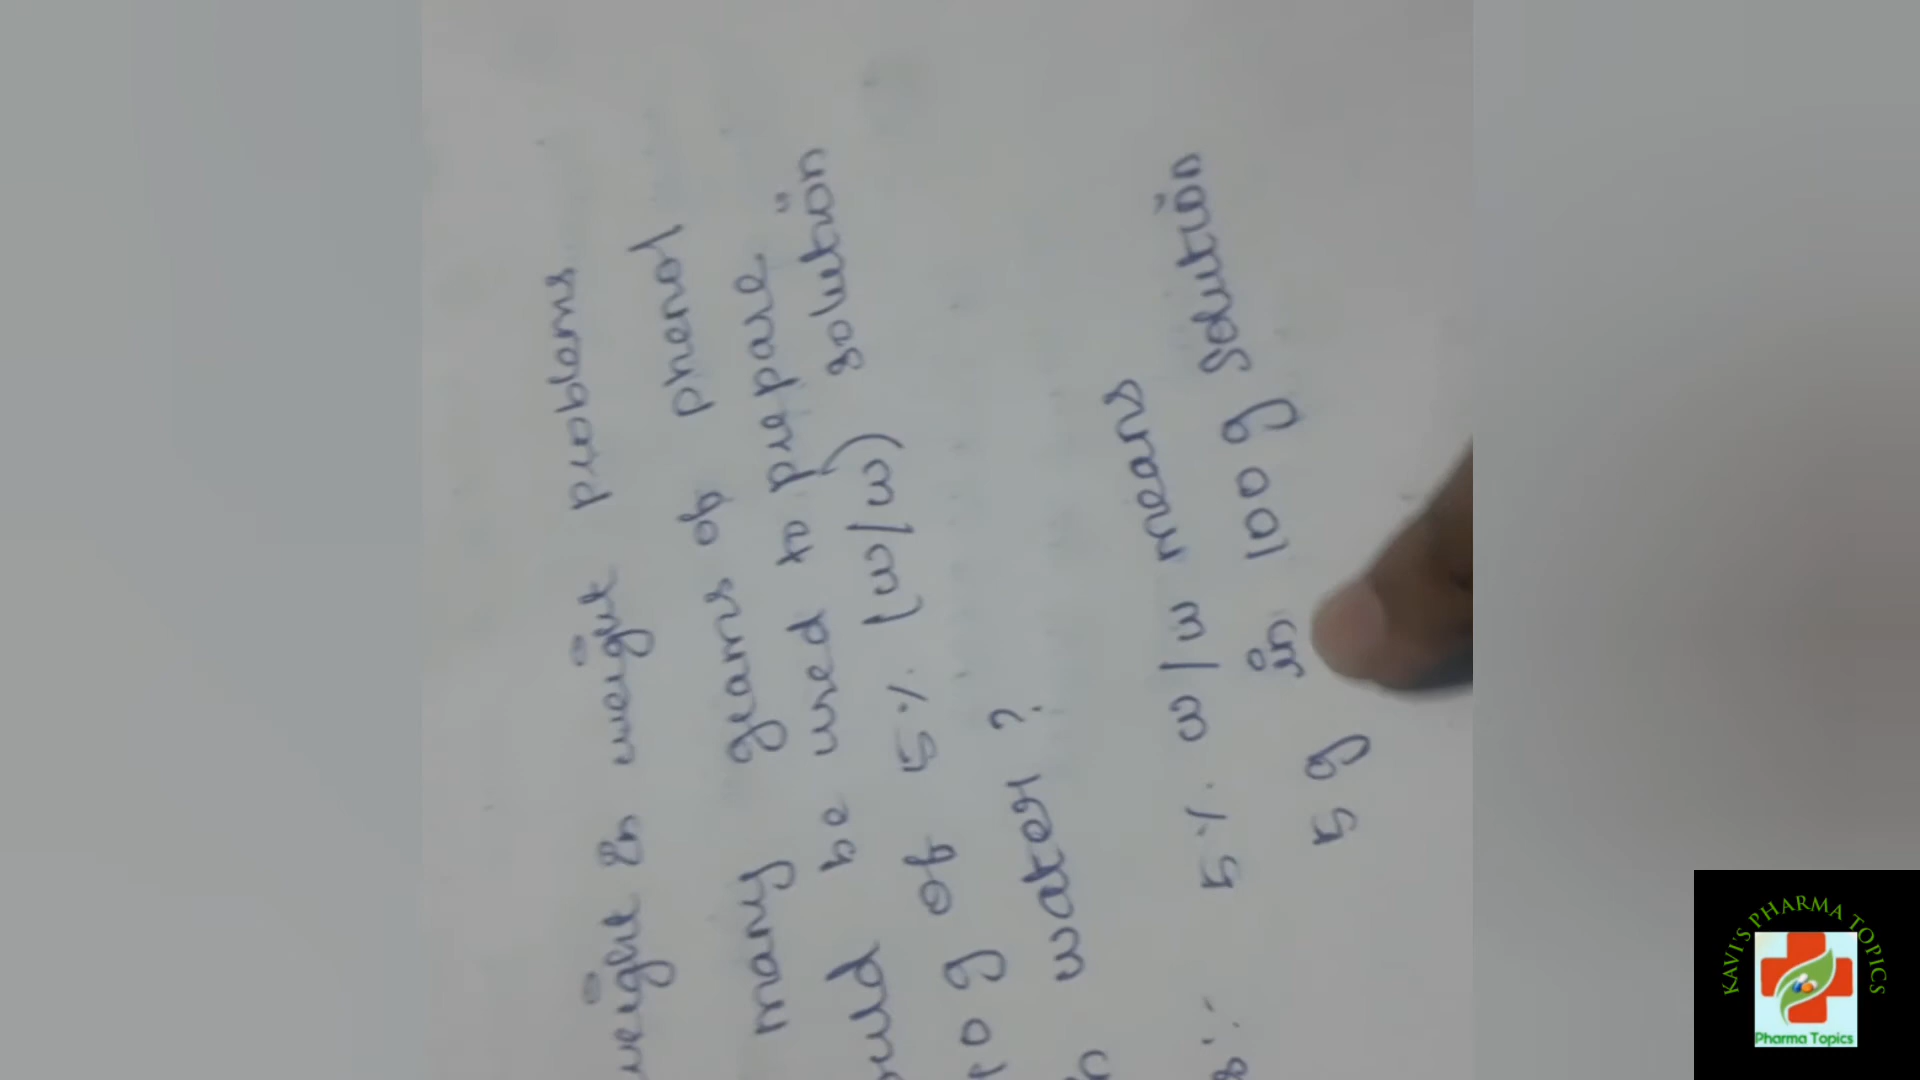 weight by weight problems
many grams of phenol
be used to prepare
g of 5% (w/w) solution
water ?
5% w/w means
5 g in 100 g solution
KAVI'S PHARMA TOPICS
Pharma Topics